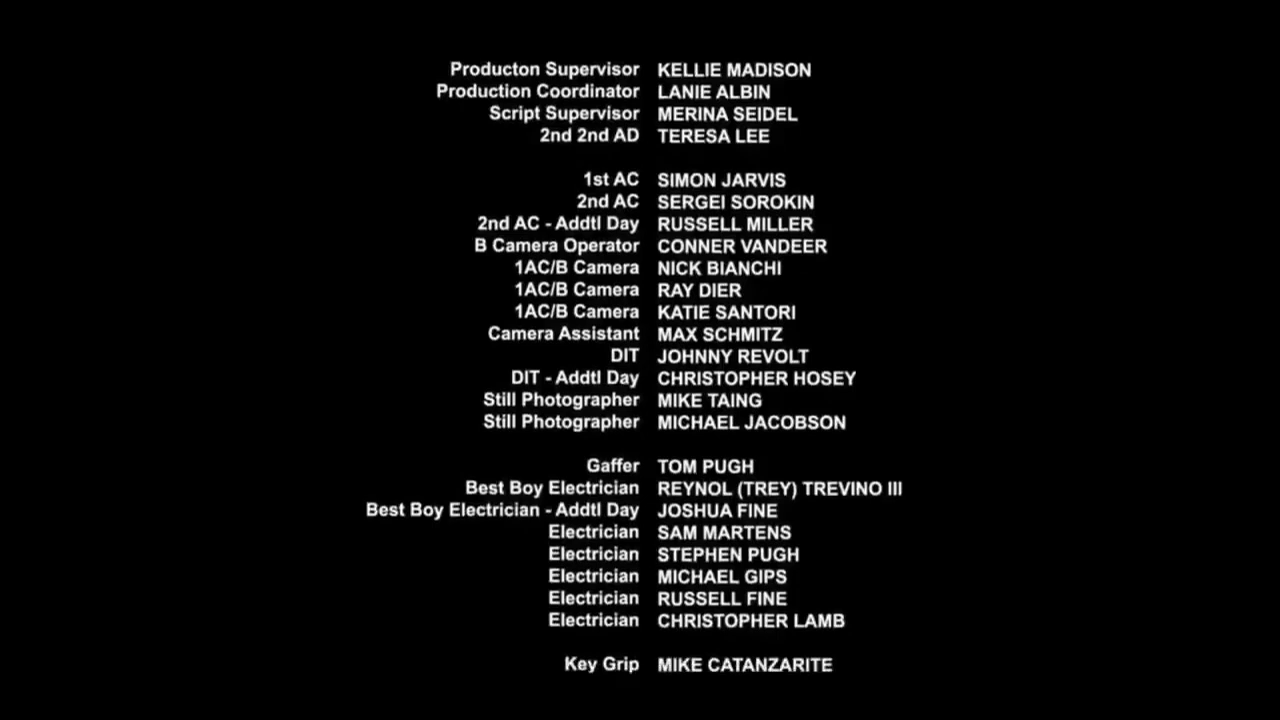 Producton Supervisor KELLIE MADISON
Production Coordinator LANIE ALBIN
Script Supervisor MERINA SEIDEL
2nd 2nd AD TERESA LEE
1st AC SIMON JARVIS
2nd AC SERGEI SOROKIN
2nd AC - Addtl Day RUSSELL MILLER
B Camera Operator CONNER VANDEER
1AC/B Camera NICK BIANCHI
1AC/B Camera RAY DIER
1AC/B Camera KATIE SANTORI
Camera Assistant MAX SCHMITZ
DIT JOHNNY REVOLT
DIT - Addtl Day CHRISTOPHER HOSEY
Still Photographer MIKE TAING
Still Photographer MICHAEL JACOBSON
Gaffer TOM PUGH
Best Boy Electrician REYNOL (TREY) TREVINO III
Best Boy Electrician - Addtl Day JOSHUA FINE
Electrician SAM MARTENS
Electrician STEPHEN PUGH
Electrician MICHAEL GIPS
Electrician RUSSELL FINE
Electrician CHRISTOPHER LAMB
Key Grip MIKE CATANZARITE